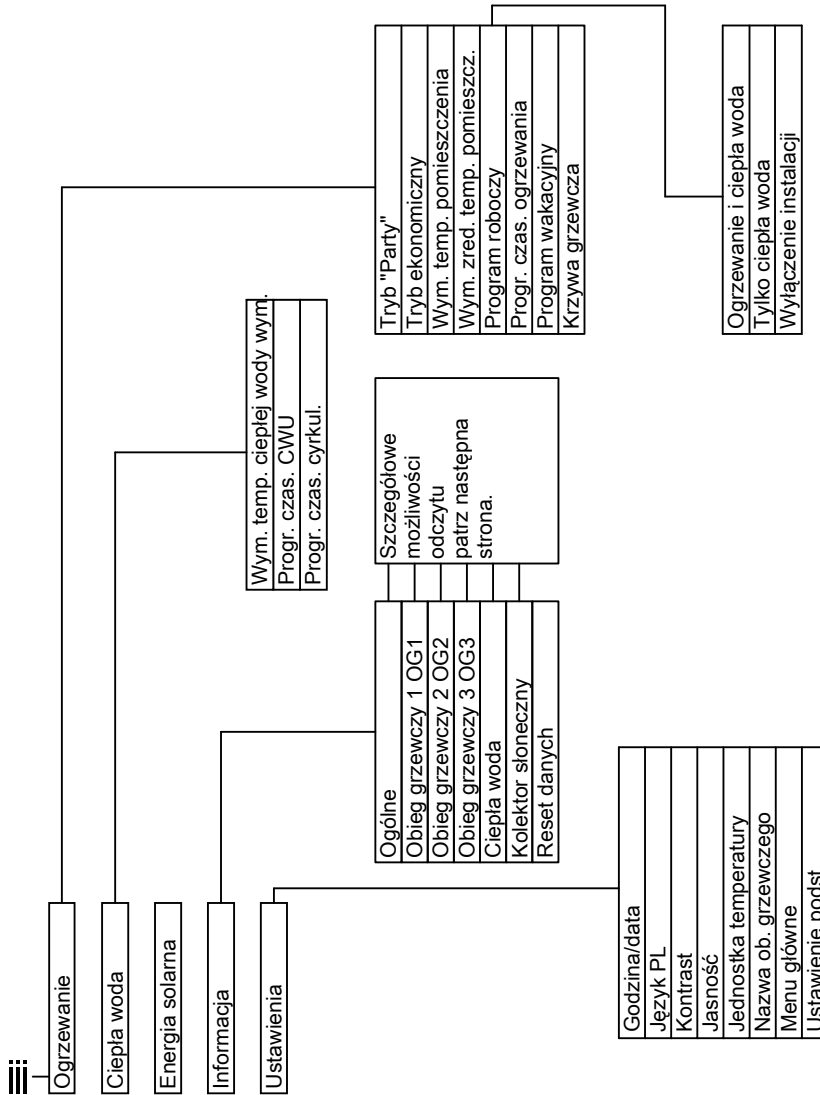 Ogrzewanie
Ciepła woda
Energia solarna
Informacja
Ustawienia
Wym. temp. ciepłej wody wym.
Progr. czas. CWU
Progr. czas. cyrkul.
Tryb "Party"
Tryb ekonomiczny
Wym. temp. pomieszczenia
Wym. zred. temp. pomieszcz.
Program roboczy
Progr. czas. ogrzewania
Program wakacyjny
Krzywa grzewcza
Ogrzewanie i ciepła woda
Tylko ciepła woda
Wyłączenie instalacji
Ogólne
Obieg grzewczy 1 OG1
Obieg grzewczy 2 OG2
Obieg grzewczy 3 OG3
Ciepła woda
Kolektor słoneczny
Reset danych
Szczegółowe
możliwości
odczytu
patrz następna
strona.
Godzina/data
Język PL
Kontrast
Jasność
Jednostka temperatury
Nazwa ob. grzewczego
Menu główne
Ustawienie podst.